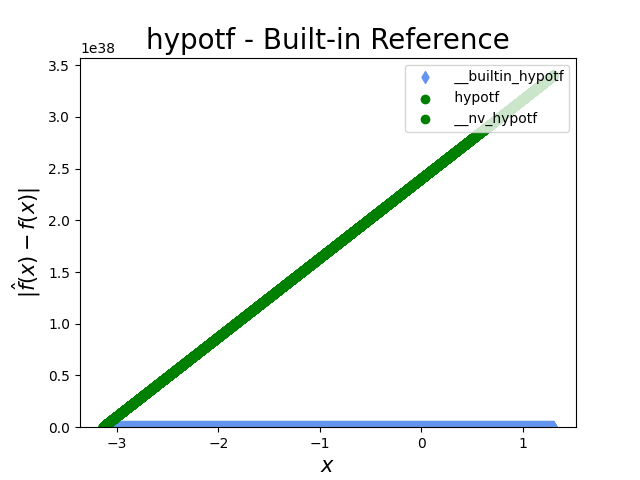 hypotf - Built-in Reference
1e38
3.5
3.0
2.5
2.0
1.5
1.0
0.5
0.0
|f̂(x) − f(x)|
__builtin_hypotf
hypotf
__nv_hypotf
−3 −2 −1 0 1
x